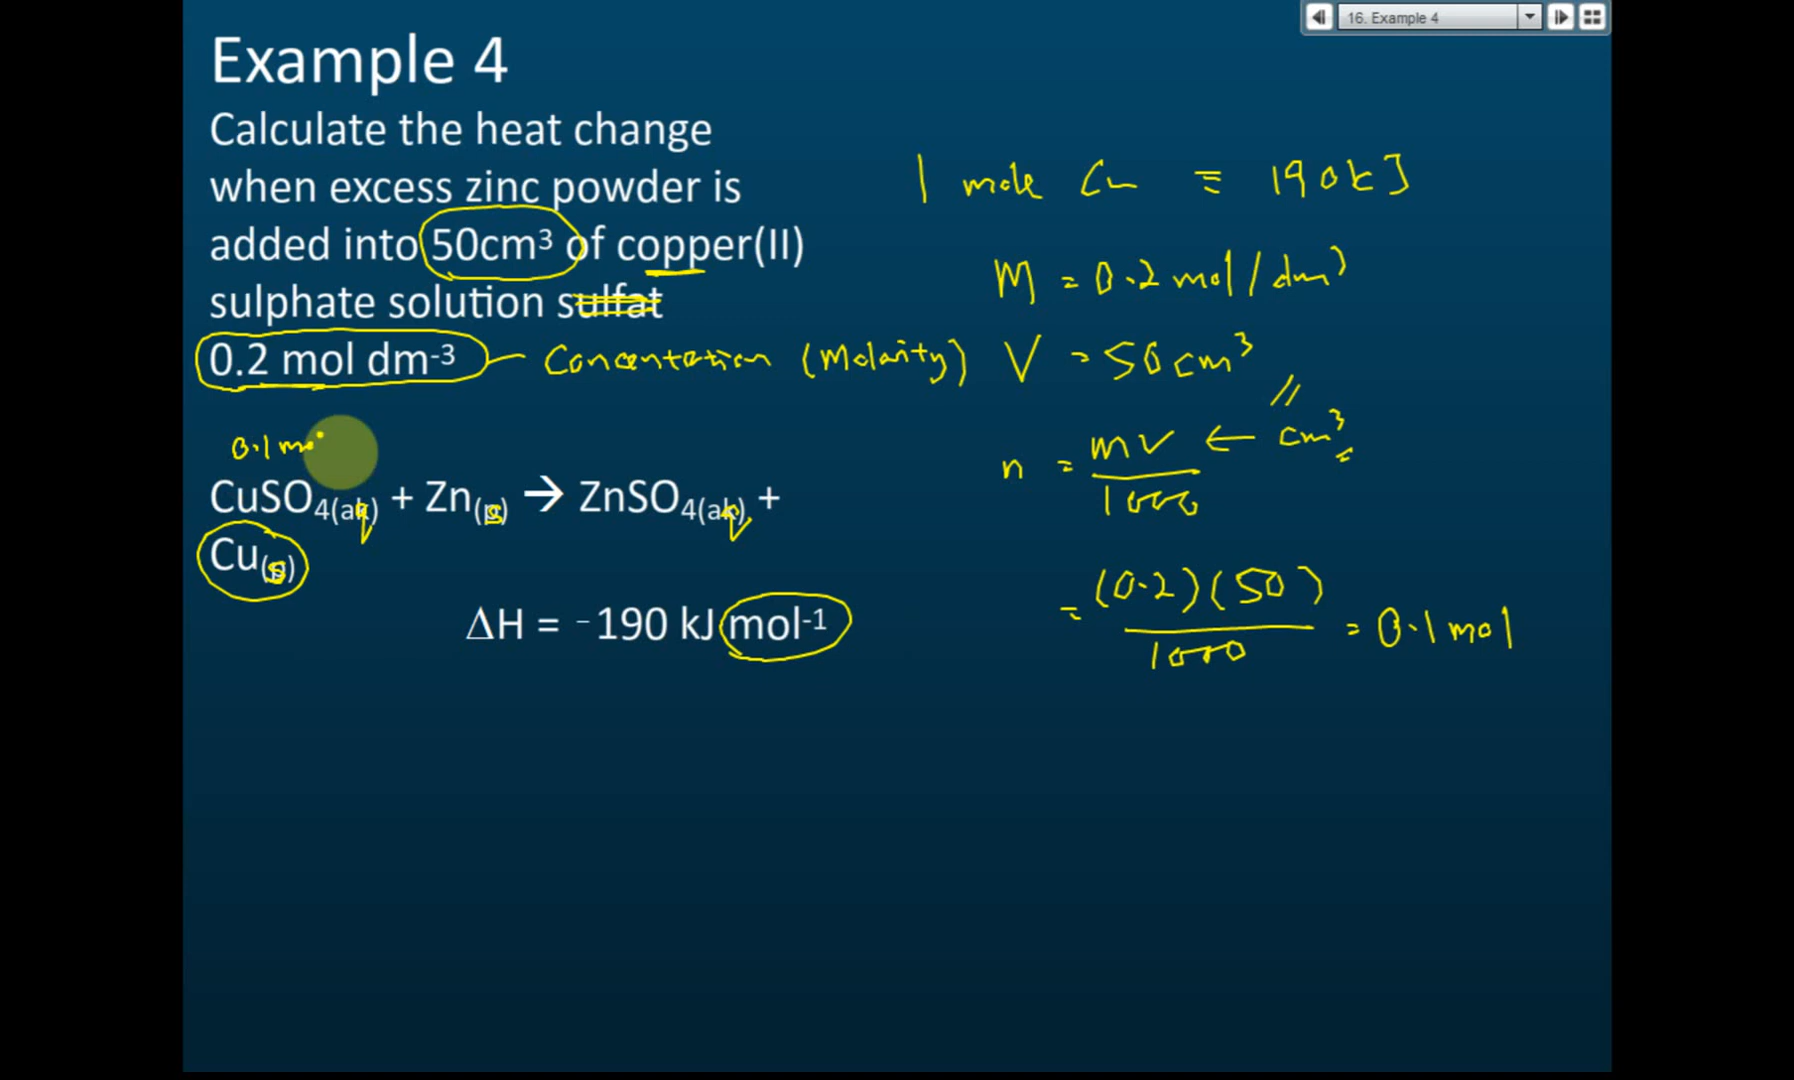 16. Example 4
Example 4
Calculate the heat change
when excess zinc powder is
added into 50cm³ of copper(II)
sulphate solution sulfat
0.2 mol dm-3 — Concentration (Molarity)
0.1 mo
CuSO4(aq) + Zn(s) → ZnSO4(aq) +
Cu(s)
ΔH = -190 kJ mol-1
1 mole Cu ≡ 190kJ
M = 0.2 mol/dm³
V = 50cm³
n = mv/1000 ← cm³
= (0.2)(50)/1000 = 0.1 mol